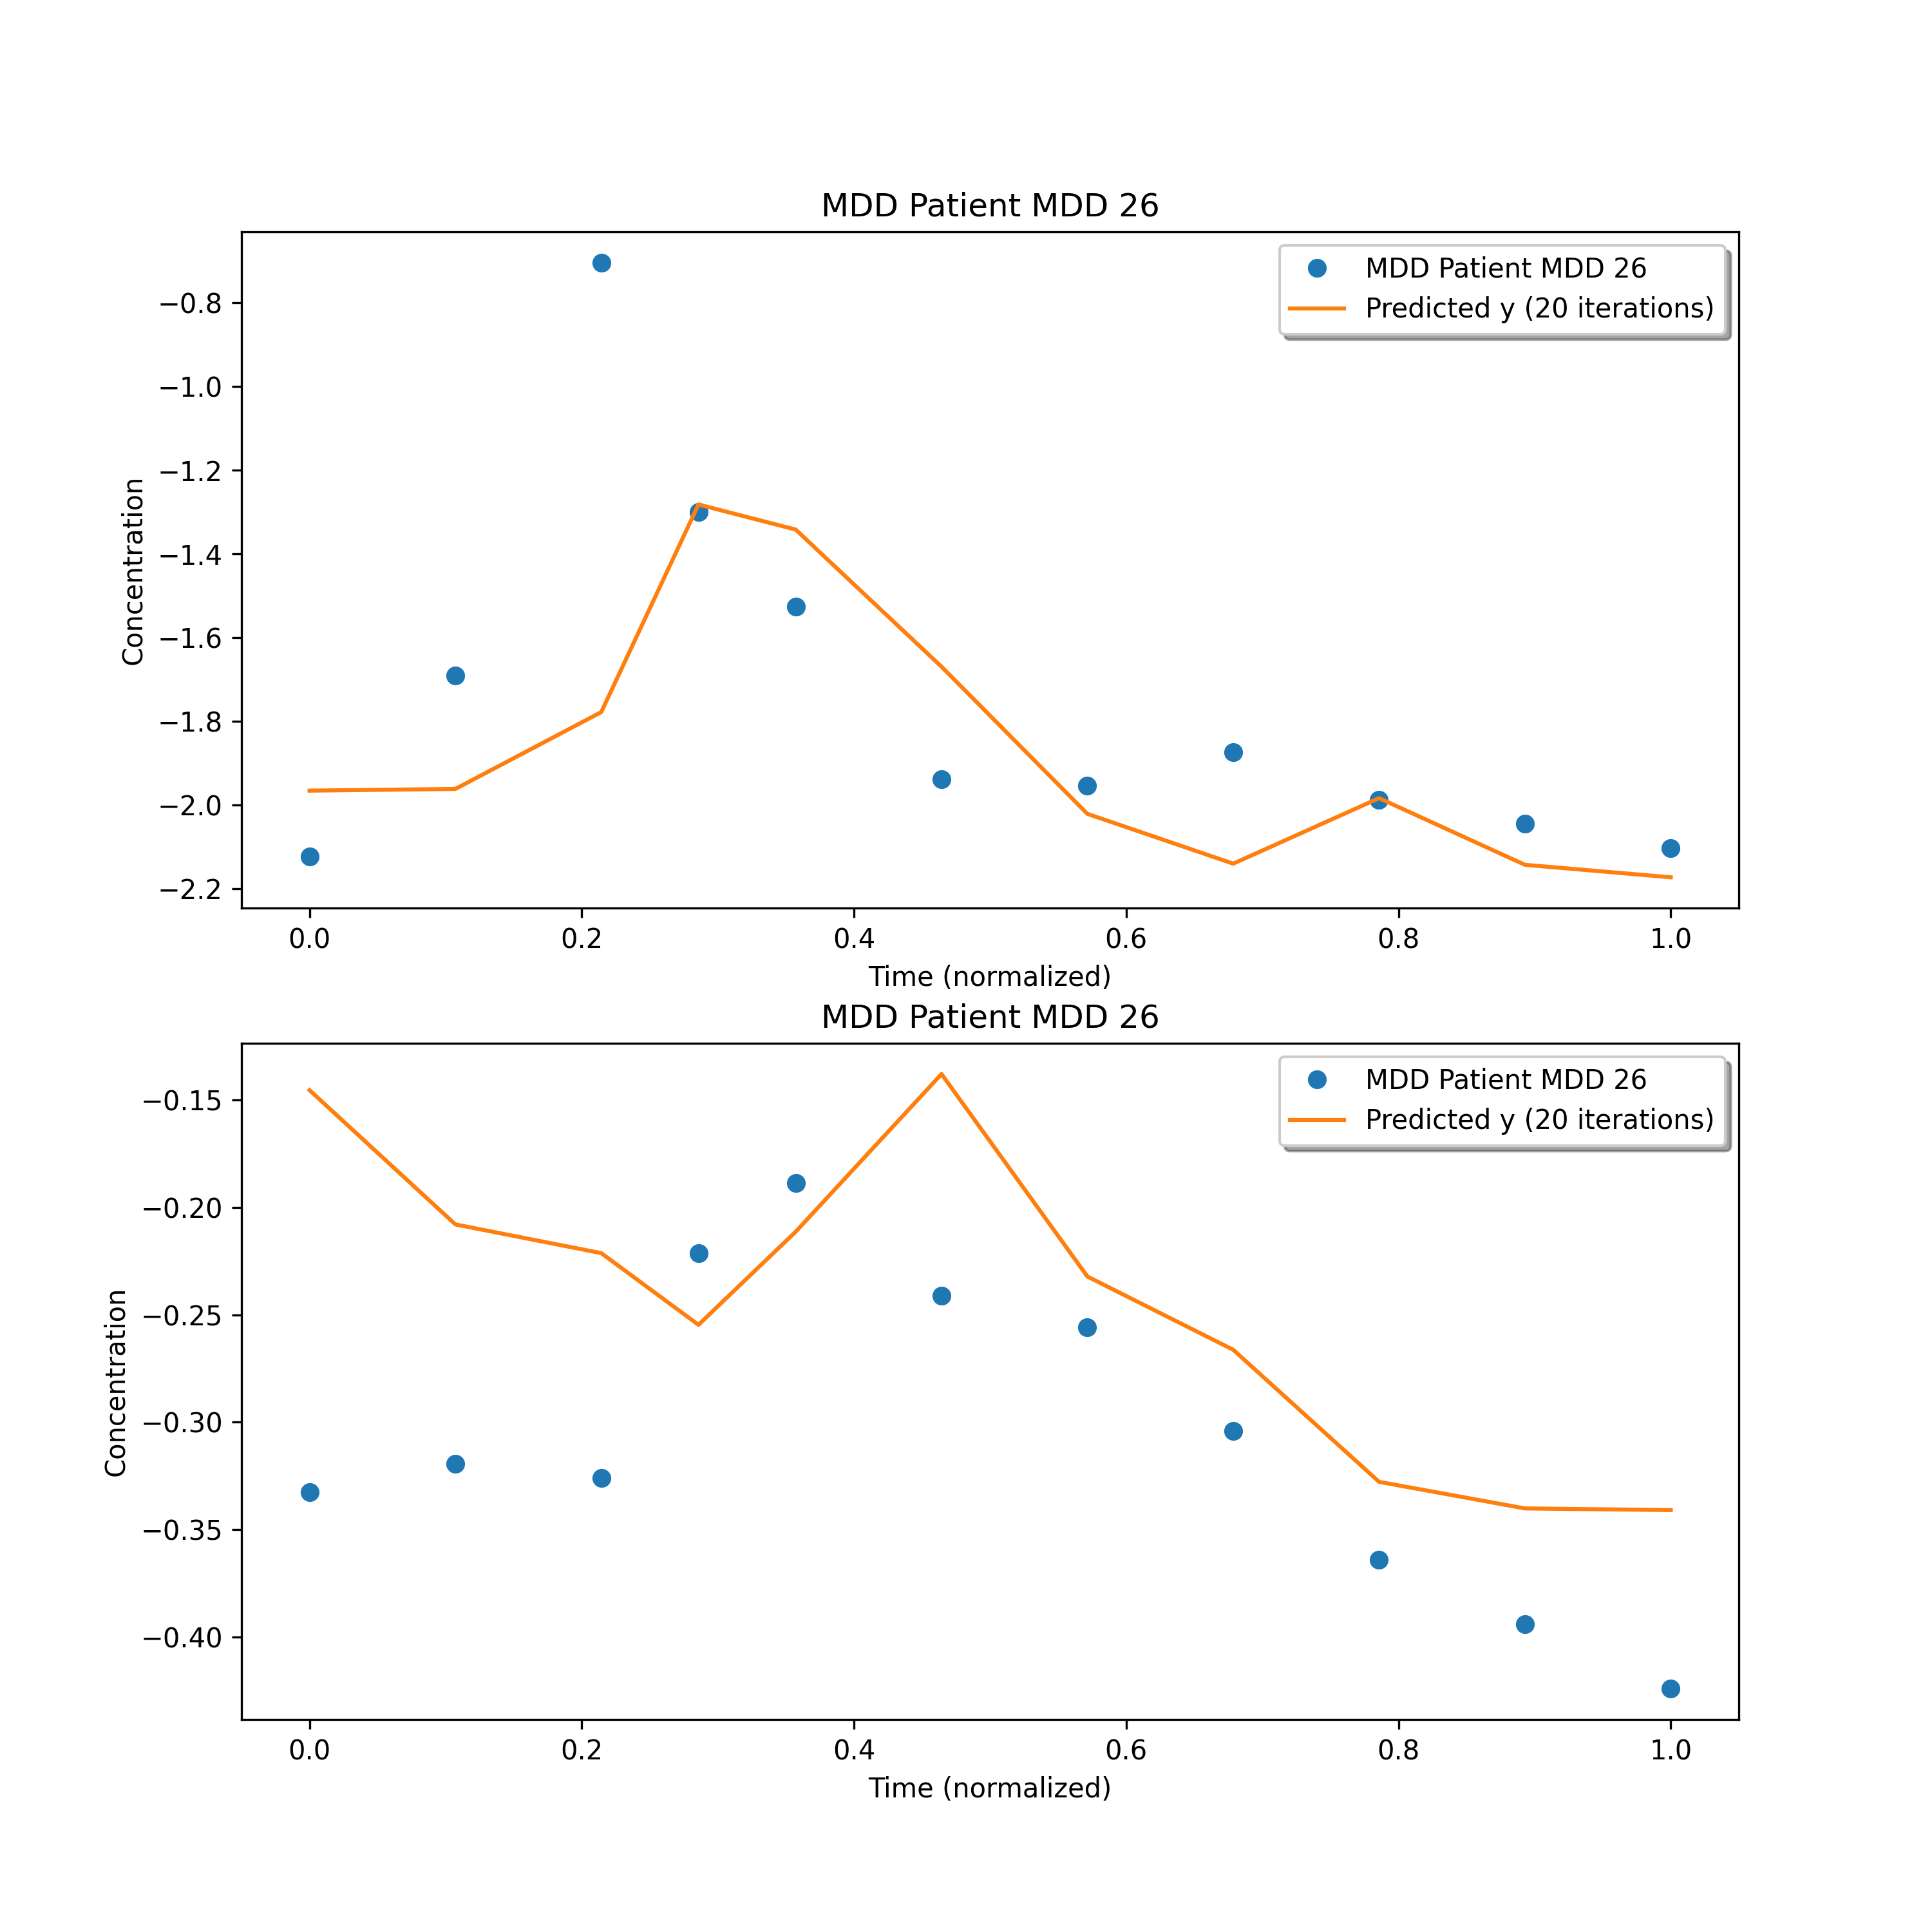 MDD Patient MDD 26
MDD Patient MDD 26
Predicted y (20 iterations)
Concentration
−0.8
−1.0
−1.2
−1.4
−1.6
−1.8
−2.0
−2.2
0.0 0.2 0.4 0.6 0.8 1.0
Time (normalized)
MDD Patient MDD 26
MDD Patient MDD 26
Predicted y (20 iterations)
Concentration
−0.15
−0.20
−0.25
−0.30
−0.35
−0.40
0.0 0.2 0.4 0.6 0.8 1.0
Time (normalized)